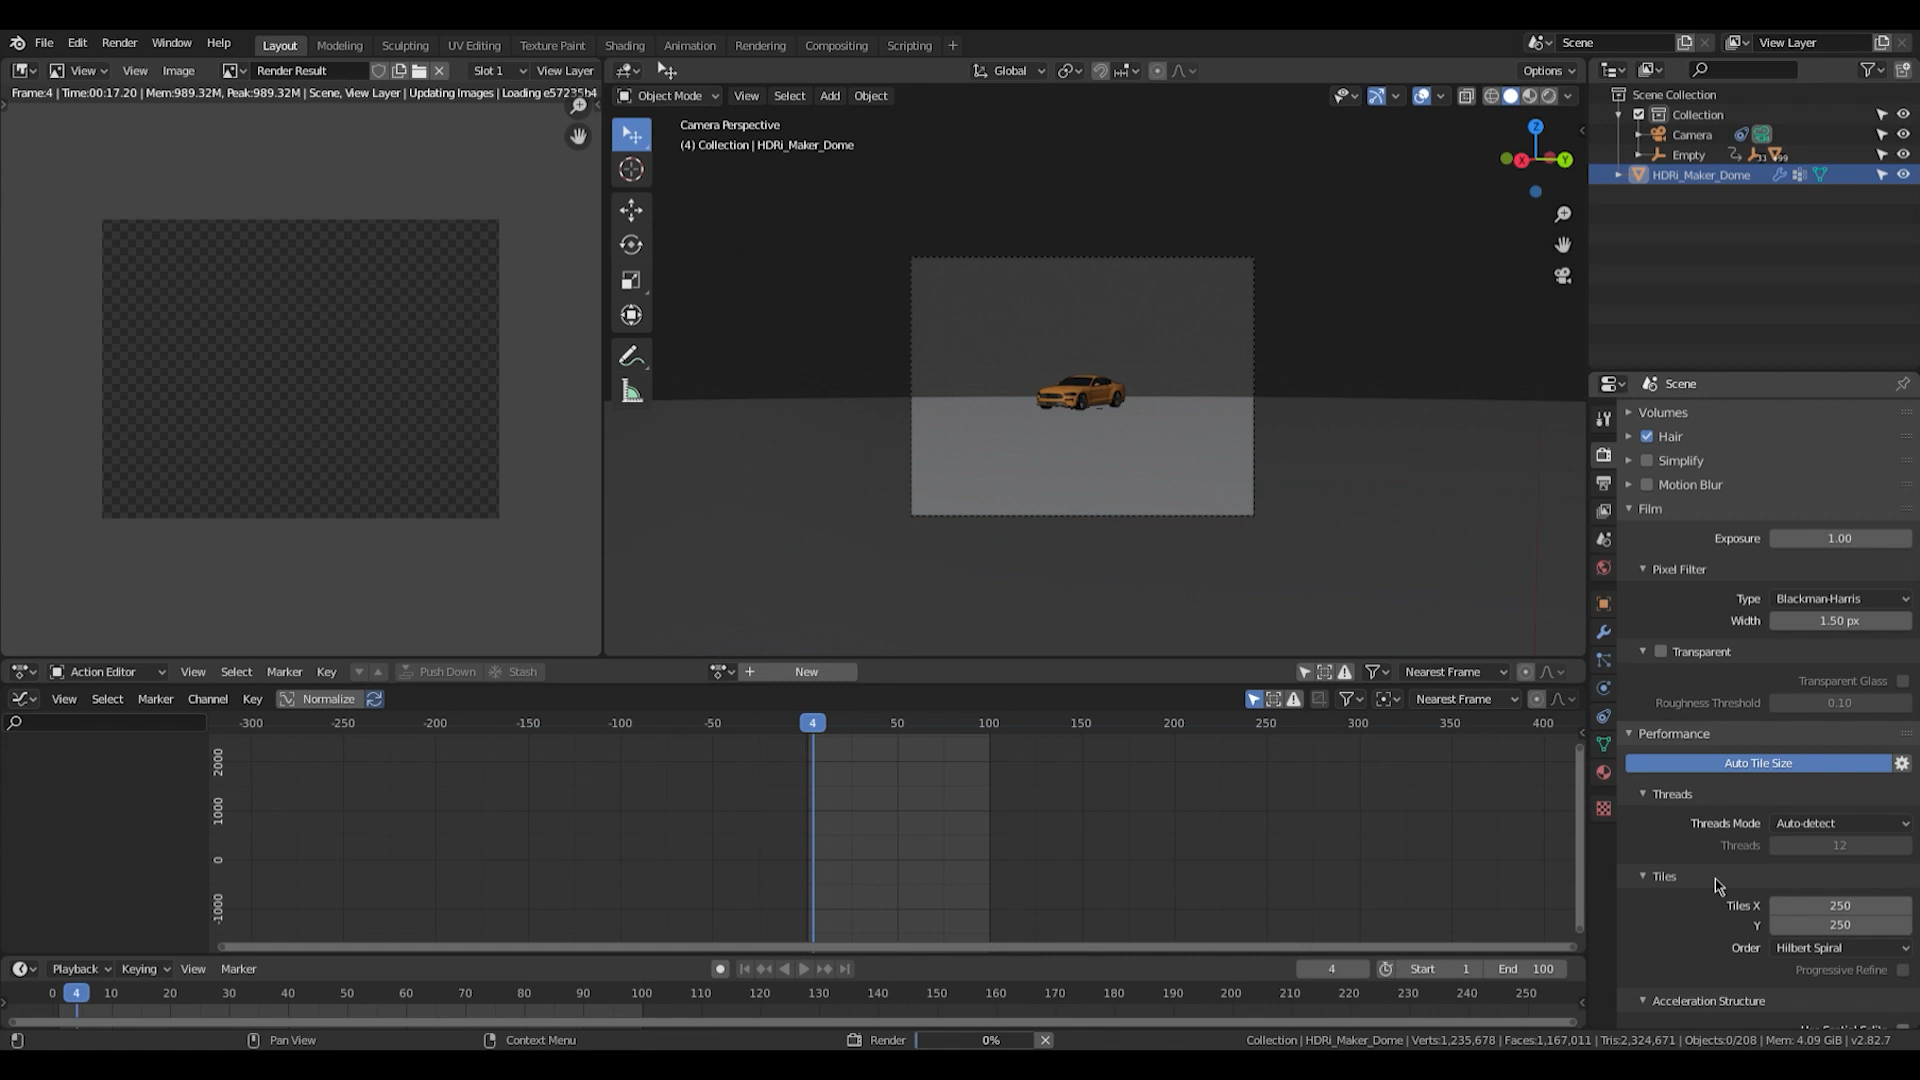 File Edit Render Window Help Layout Modeling Sculpting UV Editing Texture Paint Shading Animation Rendering Compositing Scripting + Scene View Layer
View View Image Render Result Slot 1 View Layer Global Options
Frame:4 | Time:00:17.20 | Mem:989.32M, Peak:989.32M | Scene, View Layer | Updating Images | Loading e57235b4
Object Mode View Select Add Object
Scene Collection
Collection
Camera
Empty 33 99
HDRi_Maker_Dome
Camera Perspective
(4) Collection | HDRi_Maker_Dome
Z
X Y
Scene
Volumes
Hair
Simplify
Motion Blur
Film
Exposure 1.00
Pixel Filter
Type Blackman-Harris
Width 1.50 px
Transparent
Transparent Glass
Roughness Threshold 0.10
Performance
Auto Tile Size
Threads
Threads Mode Auto-detect
Threads 12
Tiles
Tiles X 250
Y 250
Order Hilbert Spiral
Progressive Refine
Acceleration Structure
Action Editor View Select Marker Key Push Down Stash + New Nearest Frame
View Select Marker Channel Key Normalize Nearest Frame
-300 -250 -200 -150 -100 -50 4 50 100 150 200 250 300 350 400
2000
1000
0
-1000
Playback Keying View Marker 4 Start 1 End 100
0 4 10 20 30 40 50 60 70 80 90 100 110 120 130 140 150 160 170 180 190 200 210 220 230 240 250
Pan View Context Menu Render 0% Collection | HDRi_Maker_Dome | Verts:1,235,678 | Faces:1,167,011 | Tris:2,324,671 | Objects:0/208 | Mem: 4.09 GiB | v2.82.7